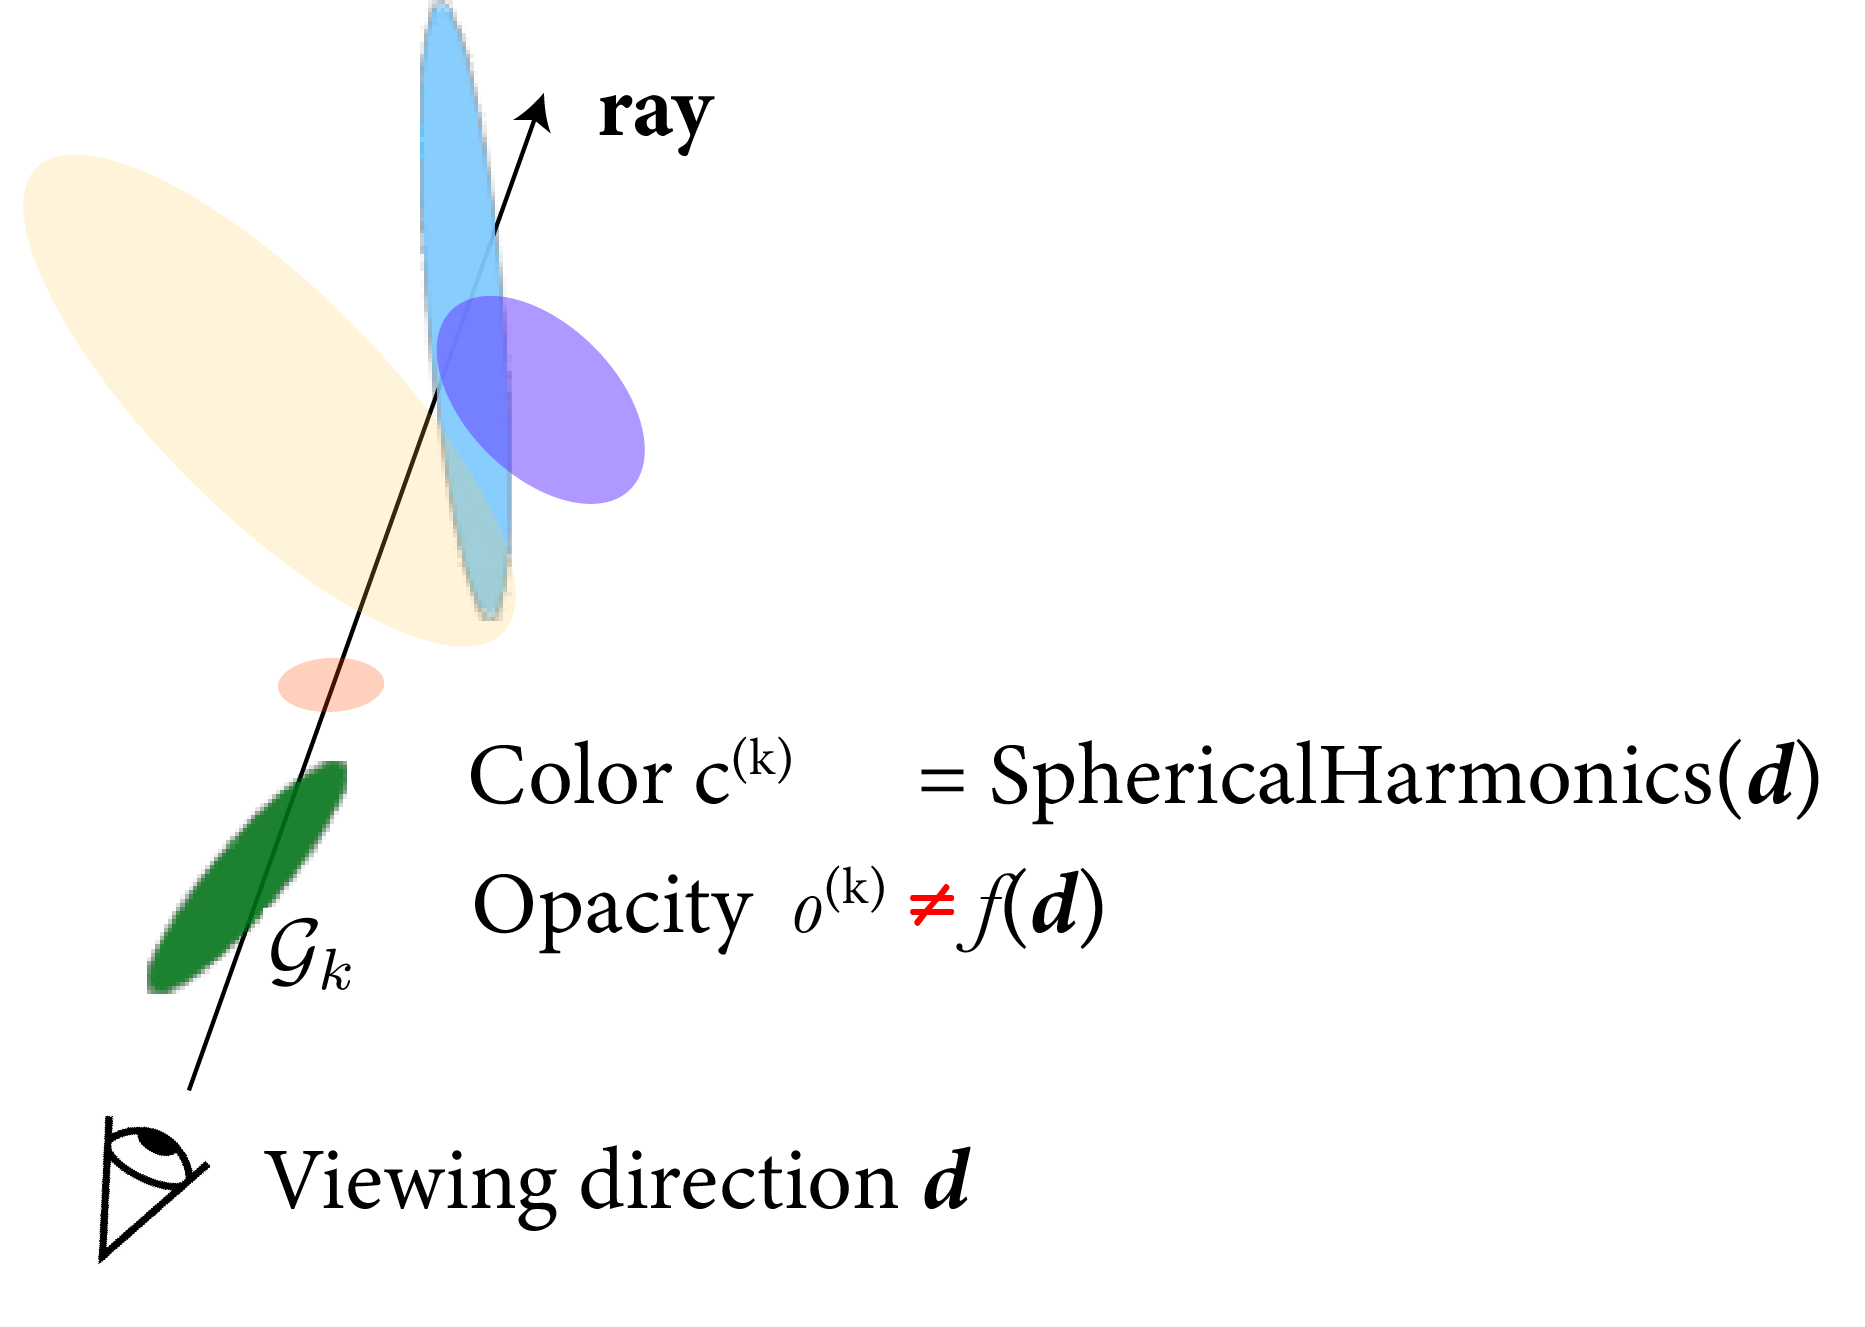 ray
Color c^(k) = SphericalHarmonics(d)
Opacity o^(k) ≠ f(d)
𝒢_k
Viewing direction d